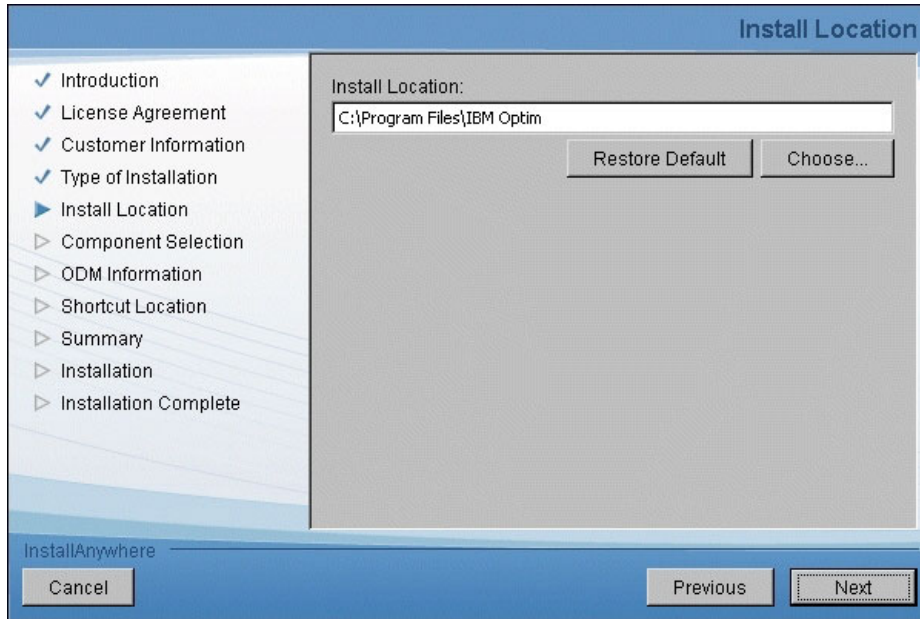 Install Location
Introduction
License Agreement
Customer Information
Type of Installation
Install Location
Component Selection
ODM Information
Shortcut Location
Summary
Installation
Installation Complete
Install Location:
C:\Program Files\IBM Optim
Restore Default
Choose...
InstallAnywhere
Cancel
Previous
Next